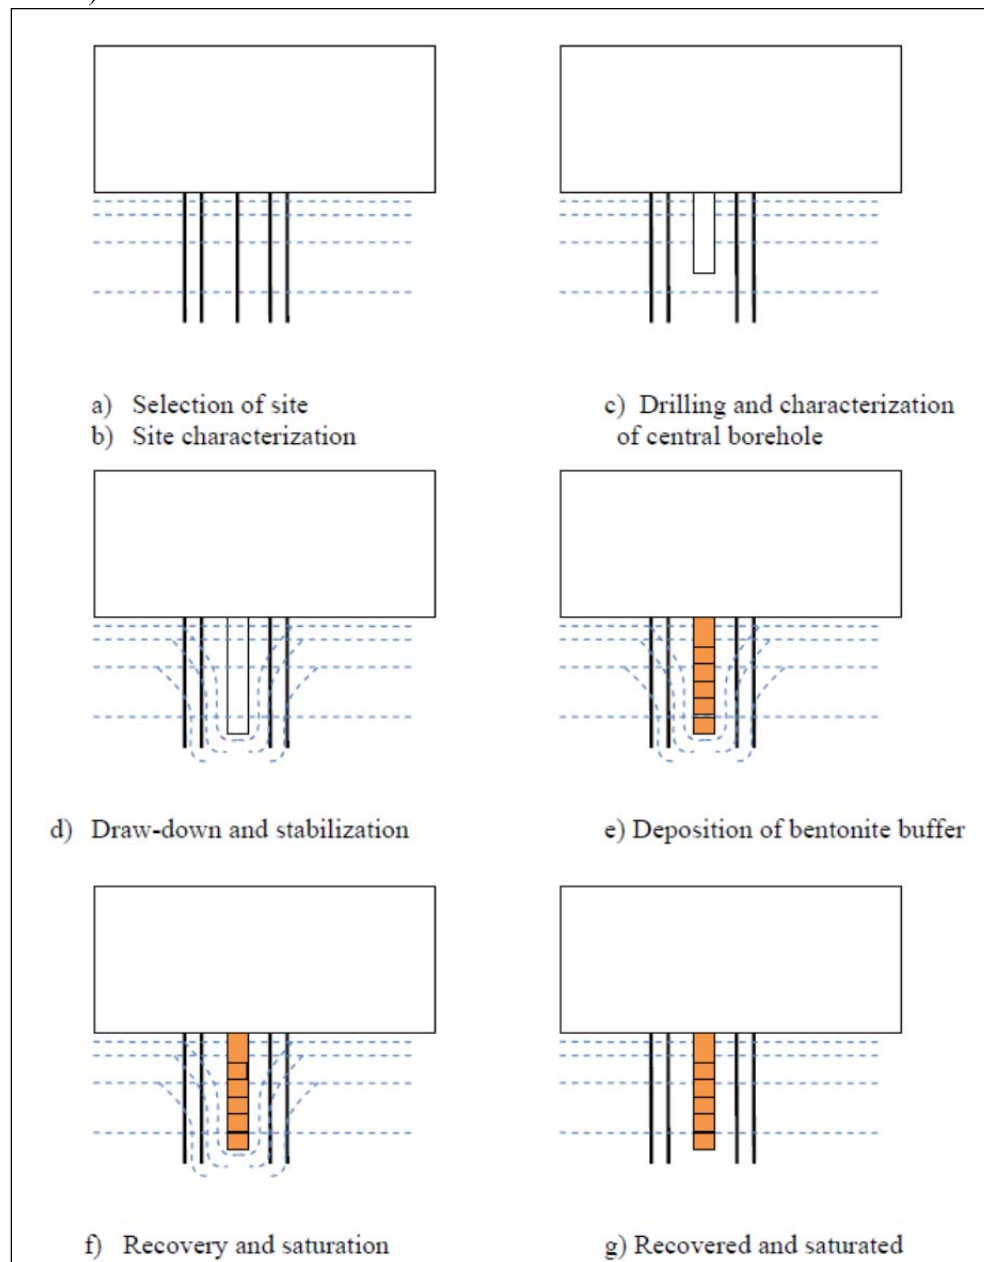 a) Selection of site
b) Site characterization
c) Drilling and characterization
of central borehole
d) Draw-down and stabilization
e) Deposition of bentonite buffer
f) Recovery and saturation
g) Recovered and saturated